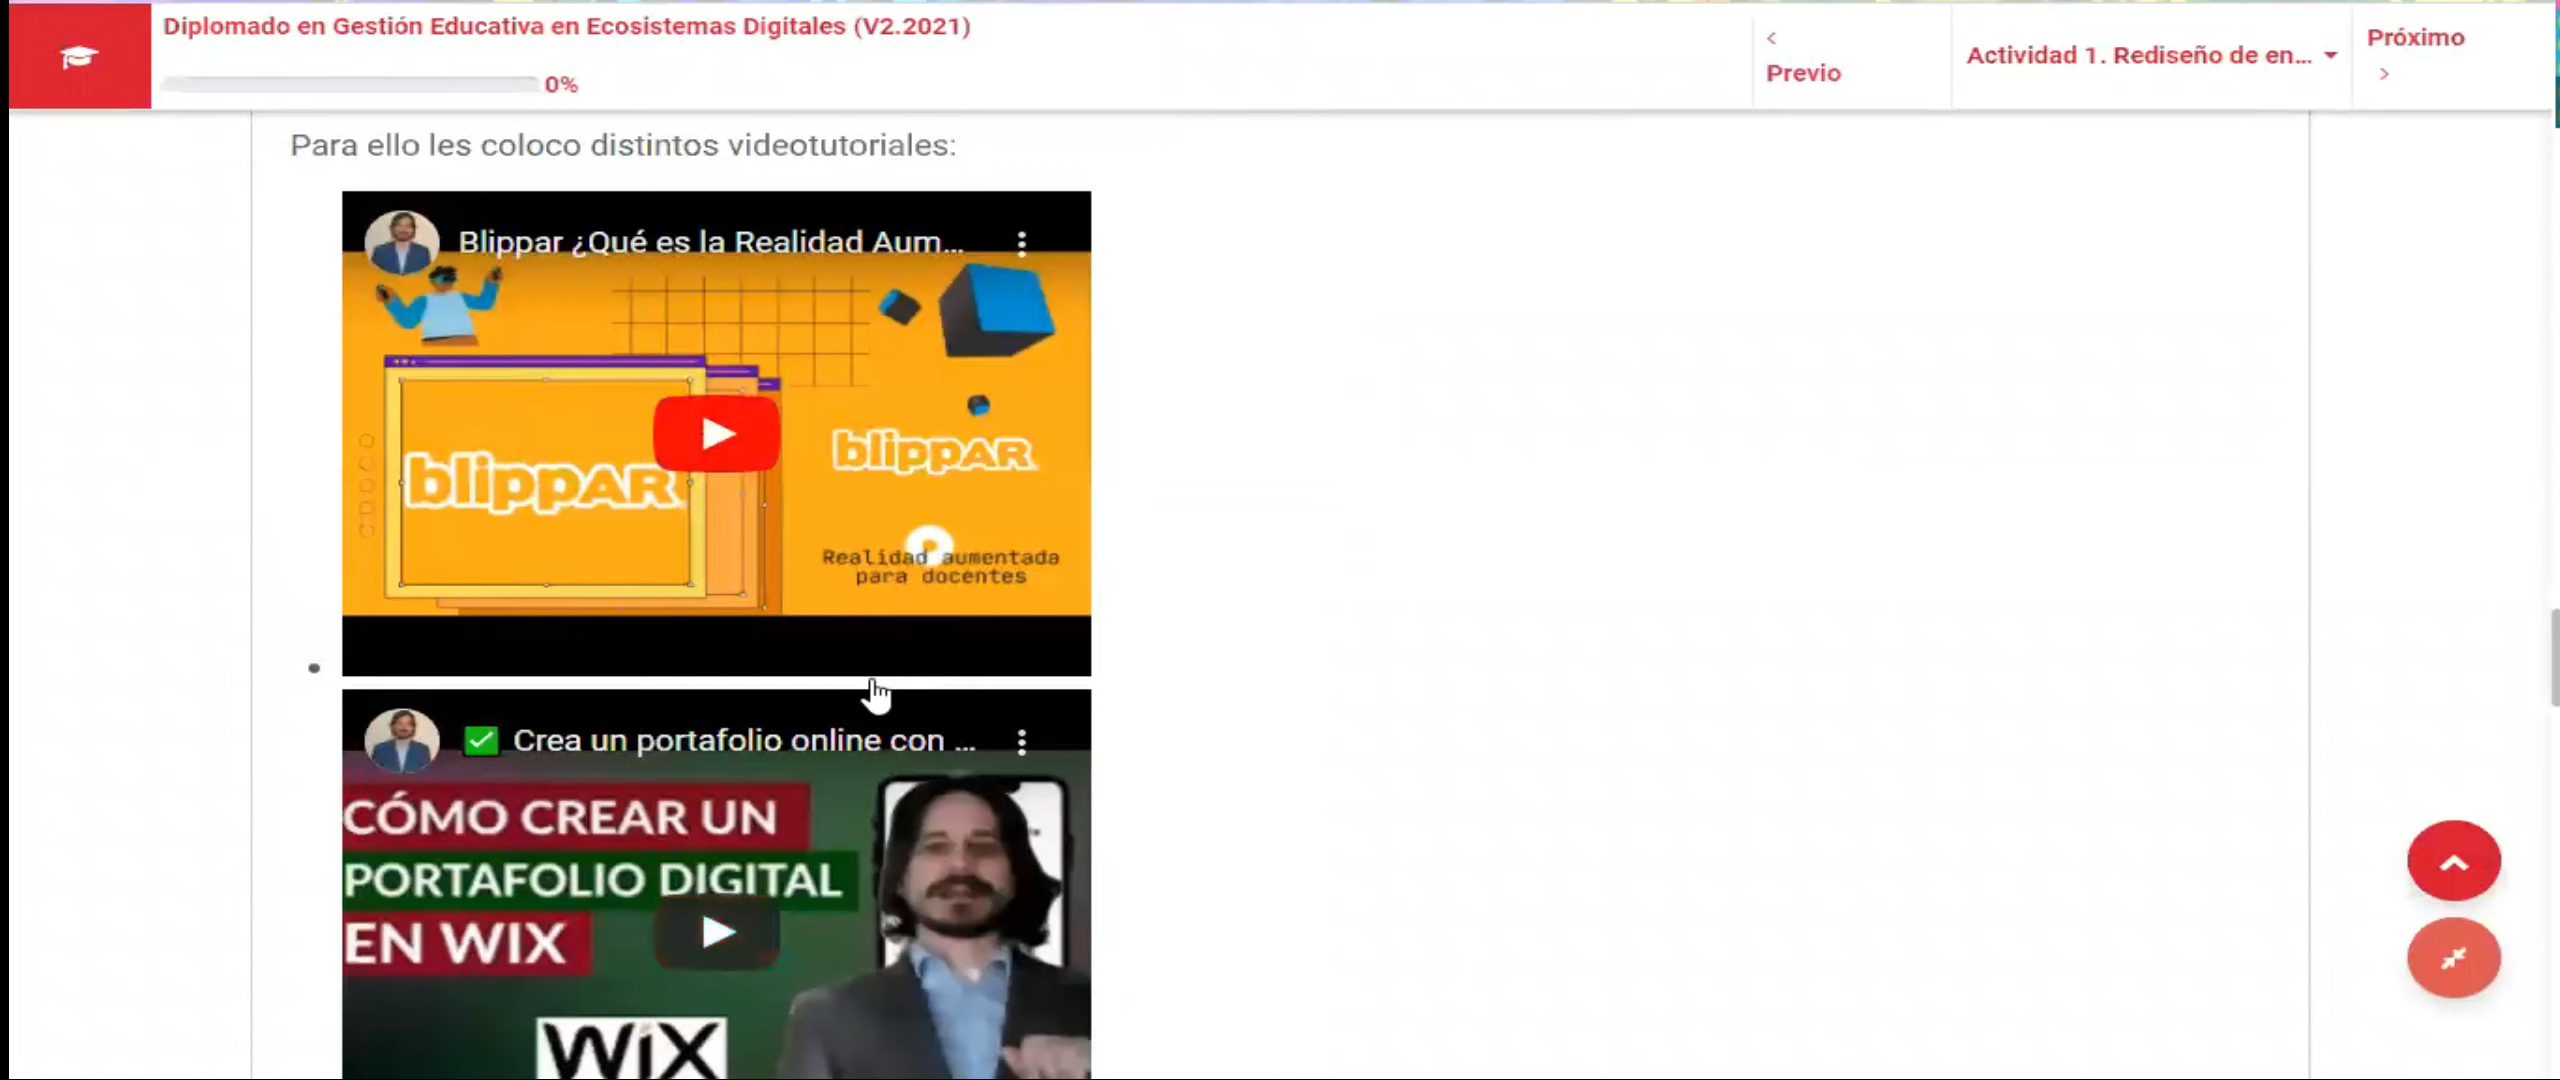 Diplomado en Gestión Educativa en Ecosistemas Digitales (V2.2021)
0%
Previo
Actividad 1. Rediseño de en...
Próximo
Para ello les coloco distintos videotutoriales:
Blippar ¿Qué es la Realidad Aum...
blippAR
blippAR
Realidad aumentada
para docentes
✅ Crea un portafolio online con ...
CÓMO CREAR UN
PORTAFOLIO DIGITAL
EN WIX
WiX